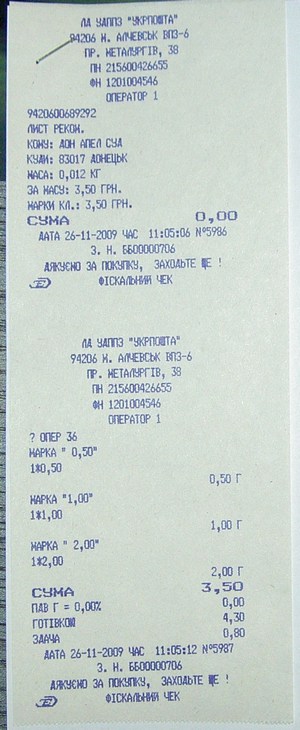 ЛА УАППЗ "УКРПОШТА"
94206 М. АЛЧЕВСЬК ВПЗ-6
ПР. МЕТАЛУРГІВ, 38
ПН 215600426655
ФН 1201004546
ОПЕРАТОР 1
9420600689292
ЛИСТ РЕКОМ.
КОМУ: ДОН АПЕЛ СУД
КУДИ: 83017 ДОНЕЦЬК
МАСА: 0,012 КГ
ЗА МАСУ: 3,50 ГРН.
МАРКИ КЛ.: 3,50 ГРН.
СУМА 0,00
ДАТА 26-11-2009 ЧАС 11:05:06 №5986
З. Н. ББ00000706
ДЯКУЄМО ЗА ПОКУПКУ, ЗАХОДЬТЕ ЩЕ !
ФІСКАЛЬНИЙ ЧЕК
ЛА УАППЗ "УКРПОШТА"
94206 М. АЛЧЕВСЬК ВПЗ-6
ПР. МЕТАЛУРГІВ, 38
ПН 215600426655
ФН 1201004546
ОПЕРАТОР 1
? ОПЕР 36
МАРКА " 0,50"
1*0,50
0,50 Г
МАРКА "1,00"
1*1,00
1,00 Г
МАРКА " 2,00"
1*2,00
2,00 Г
СУМА 3,50
ПДВ Г = 0,00% 0,00
ГОТІВКОЮ 4,30
ЗДАЧА 0,80
ДАТА 26-11-2009 ЧАС 11:05:12 №5987
З. Н. ББ00000706
ДЯКУЄМО ЗА ПОКУПКУ, ЗАХОДЬТЕ ЩЕ !
ФІСКАЛЬНИЙ ЧЕК